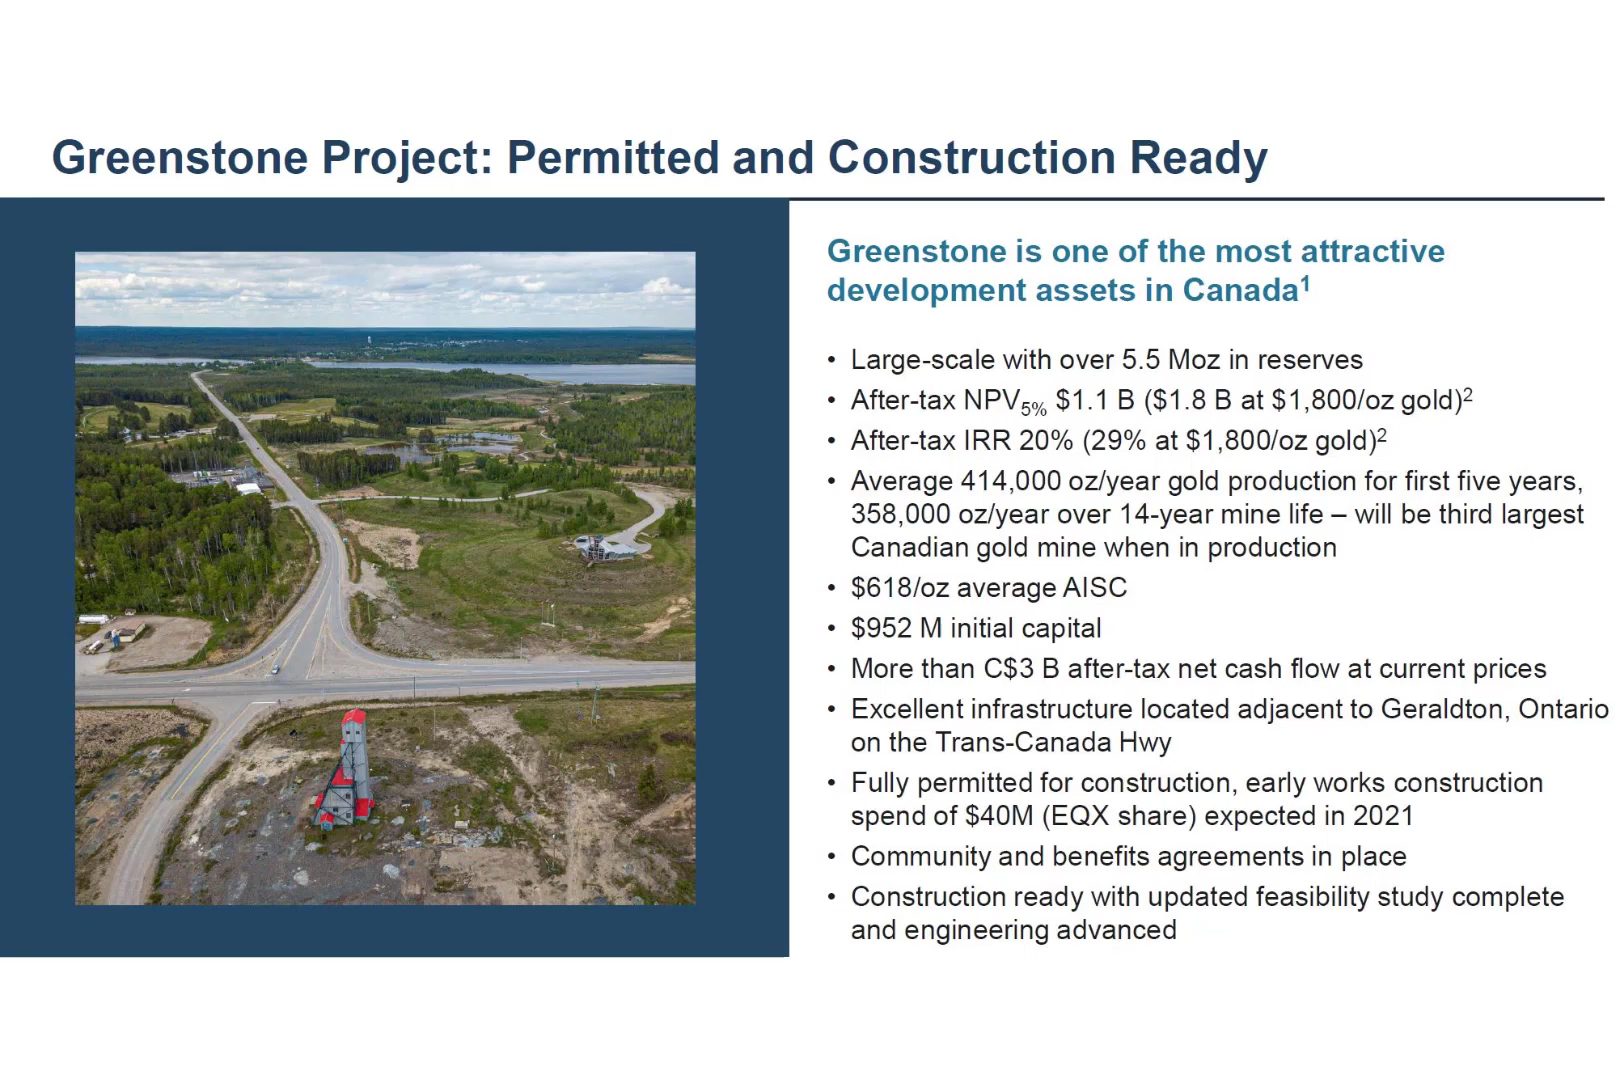 Greenstone Project: Permitted and Construction Ready
Greenstone is one of the most attractive
development assets in Canada¹
• Large-scale with over 5.5 Moz in reserves
• After-tax NPV5% $1.1 B ($1.8 B at $1,800/oz gold)²
• After-tax IRR 20% (29% at $1,800/oz gold)²
• Average 414,000 oz/year gold production for first five years,
358,000 oz/year over 14-year mine life – will be third largest
Canadian gold mine when in production
• $618/oz average AISC
• $952 M initial capital
• More than C$3 B after-tax net cash flow at current prices
• Excellent infrastructure located adjacent to Geraldton, Ontario
on the Trans-Canada Hwy
• Fully permitted for construction, early works construction
spend of $40M (EQX share) expected in 2021
• Community and benefits agreements in place
• Construction ready with updated feasibility study complete
and engineering advanced